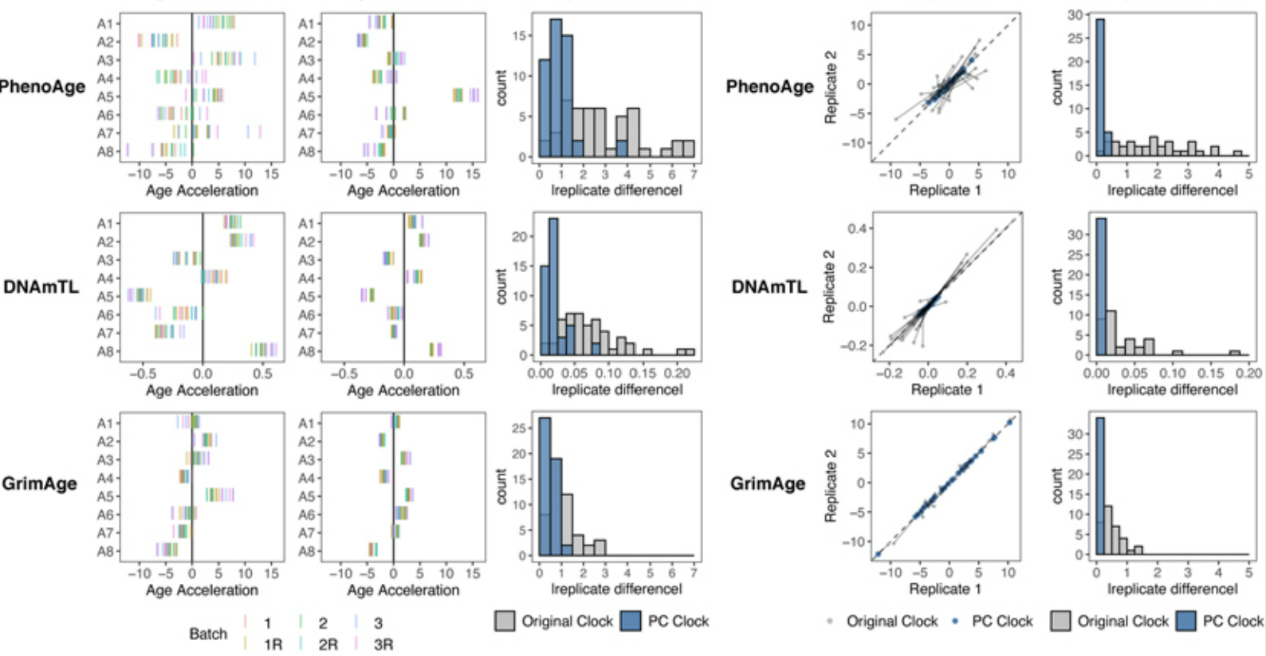 PhenoAge
A1
A2
A3
A4
A5
A6
A7
A8
−10 −5 0 5 10 15
Age Acceleration
A1
A2
A3
A4
A5
A6
A7
A8
−10 −5 0 5 10 15
Age Acceleration
count
15
10
5
0
0 1 2 3 4 5 6 7
|replicate difference|
PhenoAge
Replicate 2
10
5
0
−5
−10
−10 −5 0 5 10
Replicate 1
count
30
25
20
15
10
5
0
0 1 2 3 4 5
|replicate difference|
DNAmTL
A1
A2
A3
A4
A5
A6
A7
A8
−0.5 0.0 0.5
Age Acceleration
A1
A2
A3
A4
A5
A6
A7
A8
−0.5 0.0 0.5
Age Acceleration
count
20
15
10
5
0
0.00 0.05 0.10 0.15 0.20
|replicate difference|
DNAmTL
Replicate 2
0.4
0.2
0.0
−0.2
−0.2 0.0 0.2 0.4
Replicate 1
count
30
25
20
15
10
5
0
0.00 0.05 0.10 0.15 0.20
|replicate difference|
GrimAge
A1
A2
A3
A4
A5
A6
A7
A8
−10 −5 0 5 10 15
Age Acceleration
A1
A2
A3
A4
A5
A6
A7
A8
−10 −5 0 5 10 15
Age Acceleration
count
25
20
15
10
5
0
0 1 2 3 4 5 6 7
|replicate difference|
GrimAge
Replicate 2
10
5
0
−5
−10
−10 −5 0 5 10
Replicate 1
count
30
25
20
15
10
5
0
0 1 2 3 4 5
|replicate difference|
Batch
1 2 3
1R 2R 3R
Original Clock PC Clock
Original Clock PC Clock Original Clock PC Clock